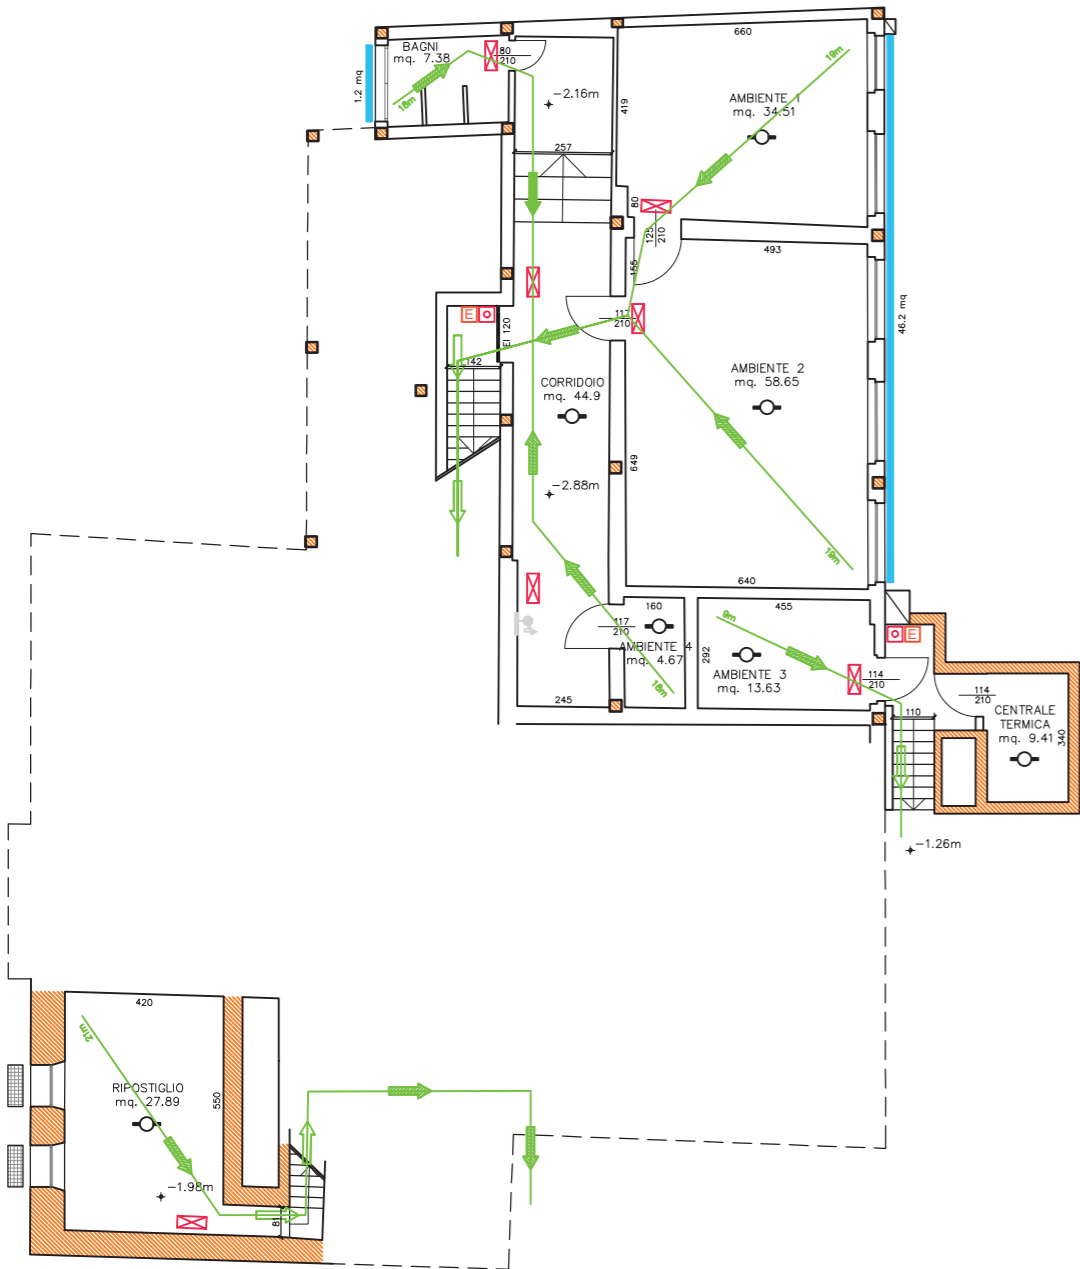 BAGNI
mq. 7.38
80
210
18m
1.2 mq
-2.16m
660
19m
419
AMBIENTE 1
mq. 34.51
257
80
125
210
155
493
46.2 mq
E
EI 120
117
210
142
CORRIDOIO
mq. 44.9
AMBIENTE 2
mq. 58.65
649
-2.88m
19m
640
160
455
9m
117
210
AMBIENTE 4
mq. 4.67
292
AMBIENTE 3
mq. 13.63
E
114
210
18m
245
110
114
210
CENTRALE
TERMICA
mq. 9.41
340
-1.26m
420
21m
RIPOSTIGLIO
mq. 27.89
550
-1.98m
81